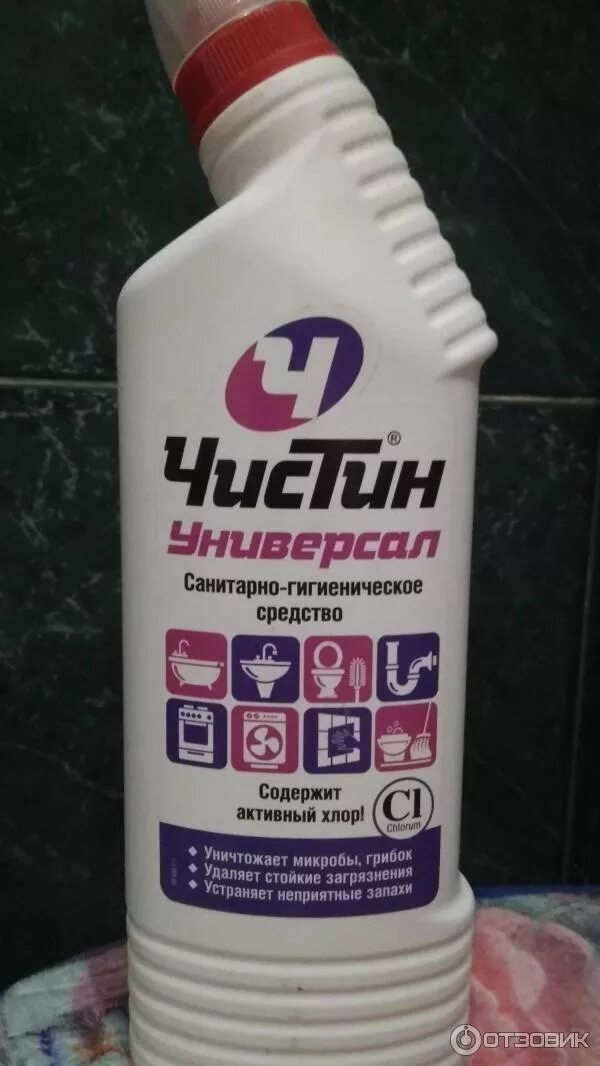 Ч
ЧисТин®
Универсал
Санитарно-гигиеническое
средство
Содержит
активный хлор!
Cl
Chlorum
Уничтожает микробы, грибок
Удаляет стойкие загрязнения
Устраняет неприятные запахи
ОТЗОВИК